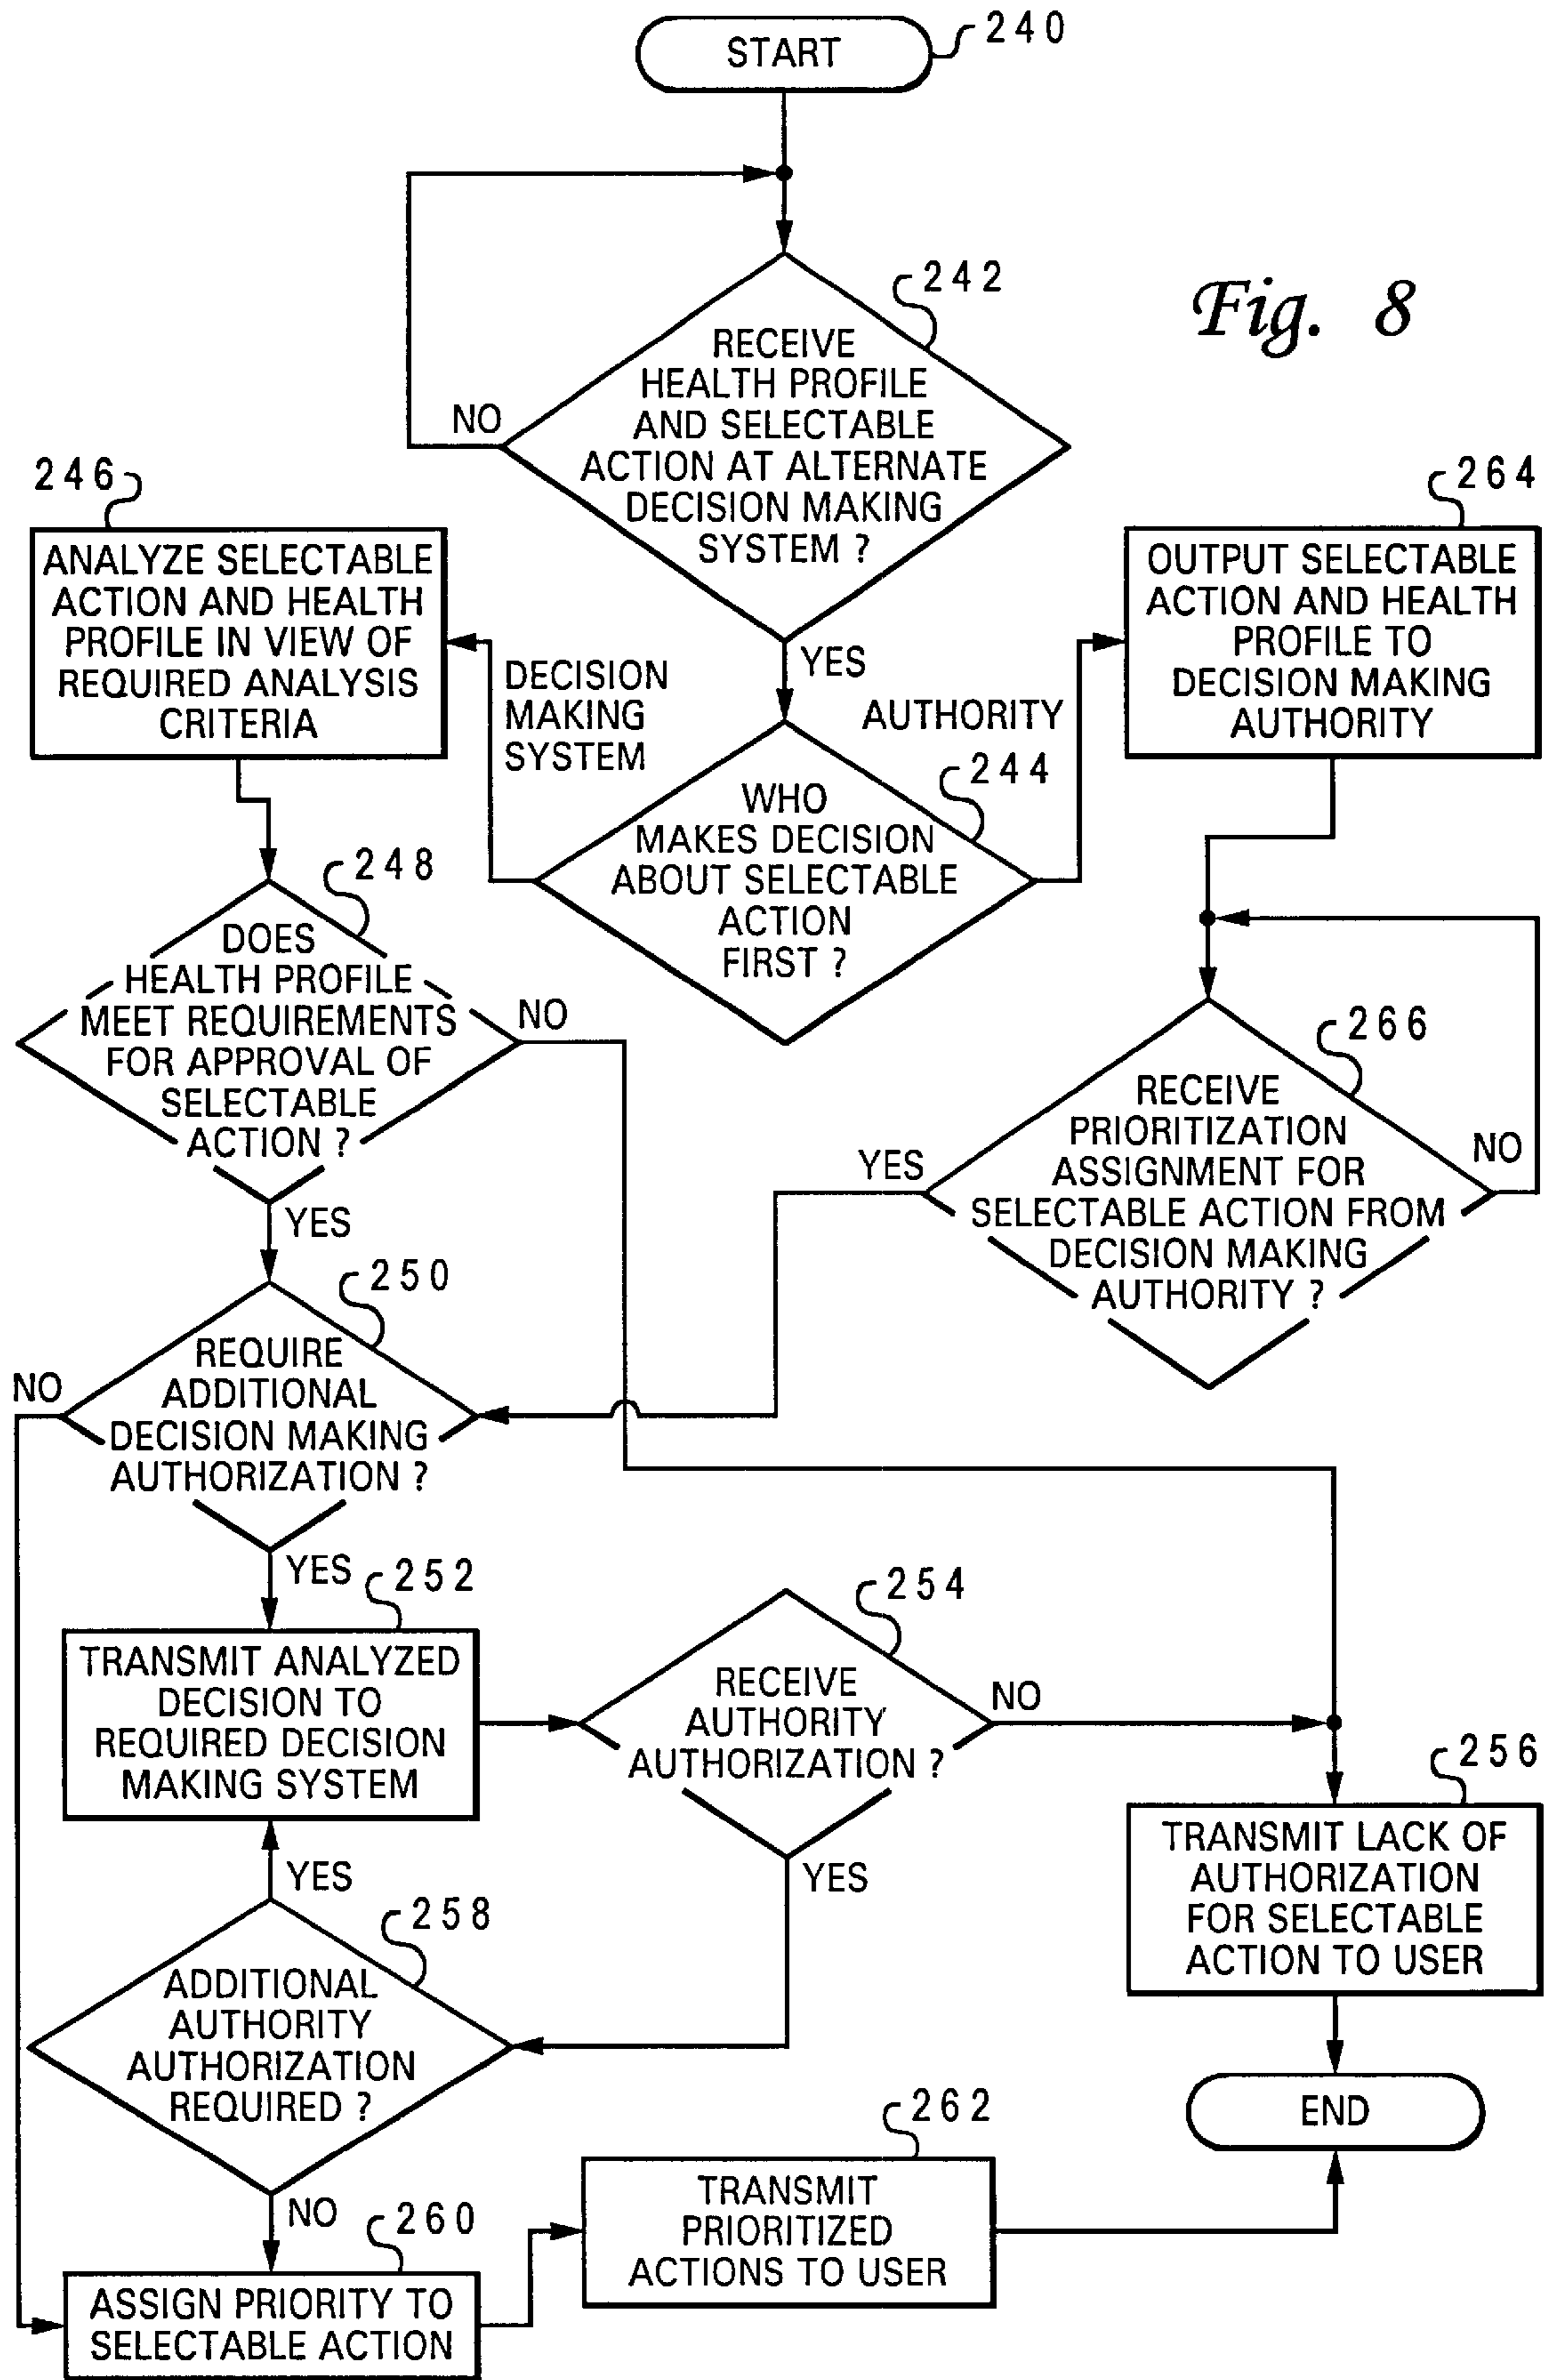 START
240
Fig. 8
242
RECEIVE
HEALTH PROFILE
AND SELECTABLE
ACTION AT ALTERNATE
DECISION MAKING
SYSTEM ?
NO
YES
246
ANALYZE SELECTABLE
ACTION AND HEALTH
PROFILE IN VIEW OF
REQUIRED ANALYSIS
CRITERIA
DECISION
MAKING
SYSTEM
AUTHORITY
244
WHO
MAKES DECISION
ABOUT SELECTABLE
ACTION
FIRST ?
264
OUTPUT SELECTABLE
ACTION AND HEALTH
PROFILE TO
DECISION MAKING
AUTHORITY
248
DOES
HEALTH PROFILE
MEET REQUIREMENTS
FOR APPROVAL OF
SELECTABLE
ACTION ?
NO
YES
266
RECEIVE
PRIORITIZATION
ASSIGNMENT FOR
SELECTABLE ACTION FROM
DECISION MAKING
AUTHORITY ?
YES
NO
250
REQUIRE
ADDITIONAL
DECISION MAKING
AUTHORIZATION ?
NO
YES
252
TRANSMIT ANALYZED
DECISION TO
REQUIRED DECISION
MAKING SYSTEM
254
RECEIVE
AUTHORITY
AUTHORIZATION ?
NO
YES
256
TRANSMIT LACK OF
AUTHORIZATION
FOR SELECTABLE
ACTION TO USER
YES
258
ADDITIONAL
AUTHORITY
AUTHORIZATION
REQUIRED ?
NO
END
260
ASSIGN PRIORITY TO
SELECTABLE ACTION
262
TRANSMIT
PRIORITIZED
ACTIONS TO USER